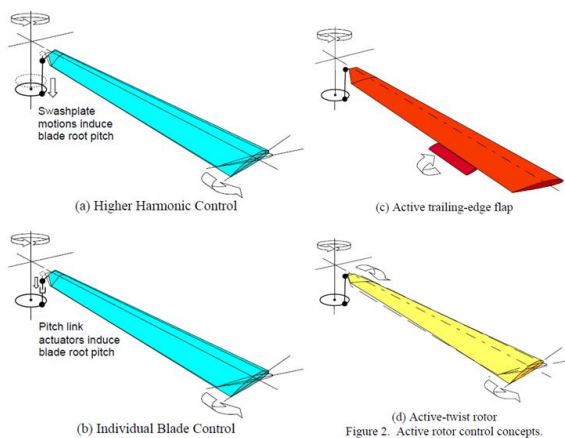 Swashplate
motions induce
blade root pitch
(a) Higher Harmonic Control
(c) Active trailing-edge flap
Pitch link
actuators induce
blade root pitch
(b) Individual Blade Control
(d) Active-twist rotor
Figure 2. Active rotor control concepts.